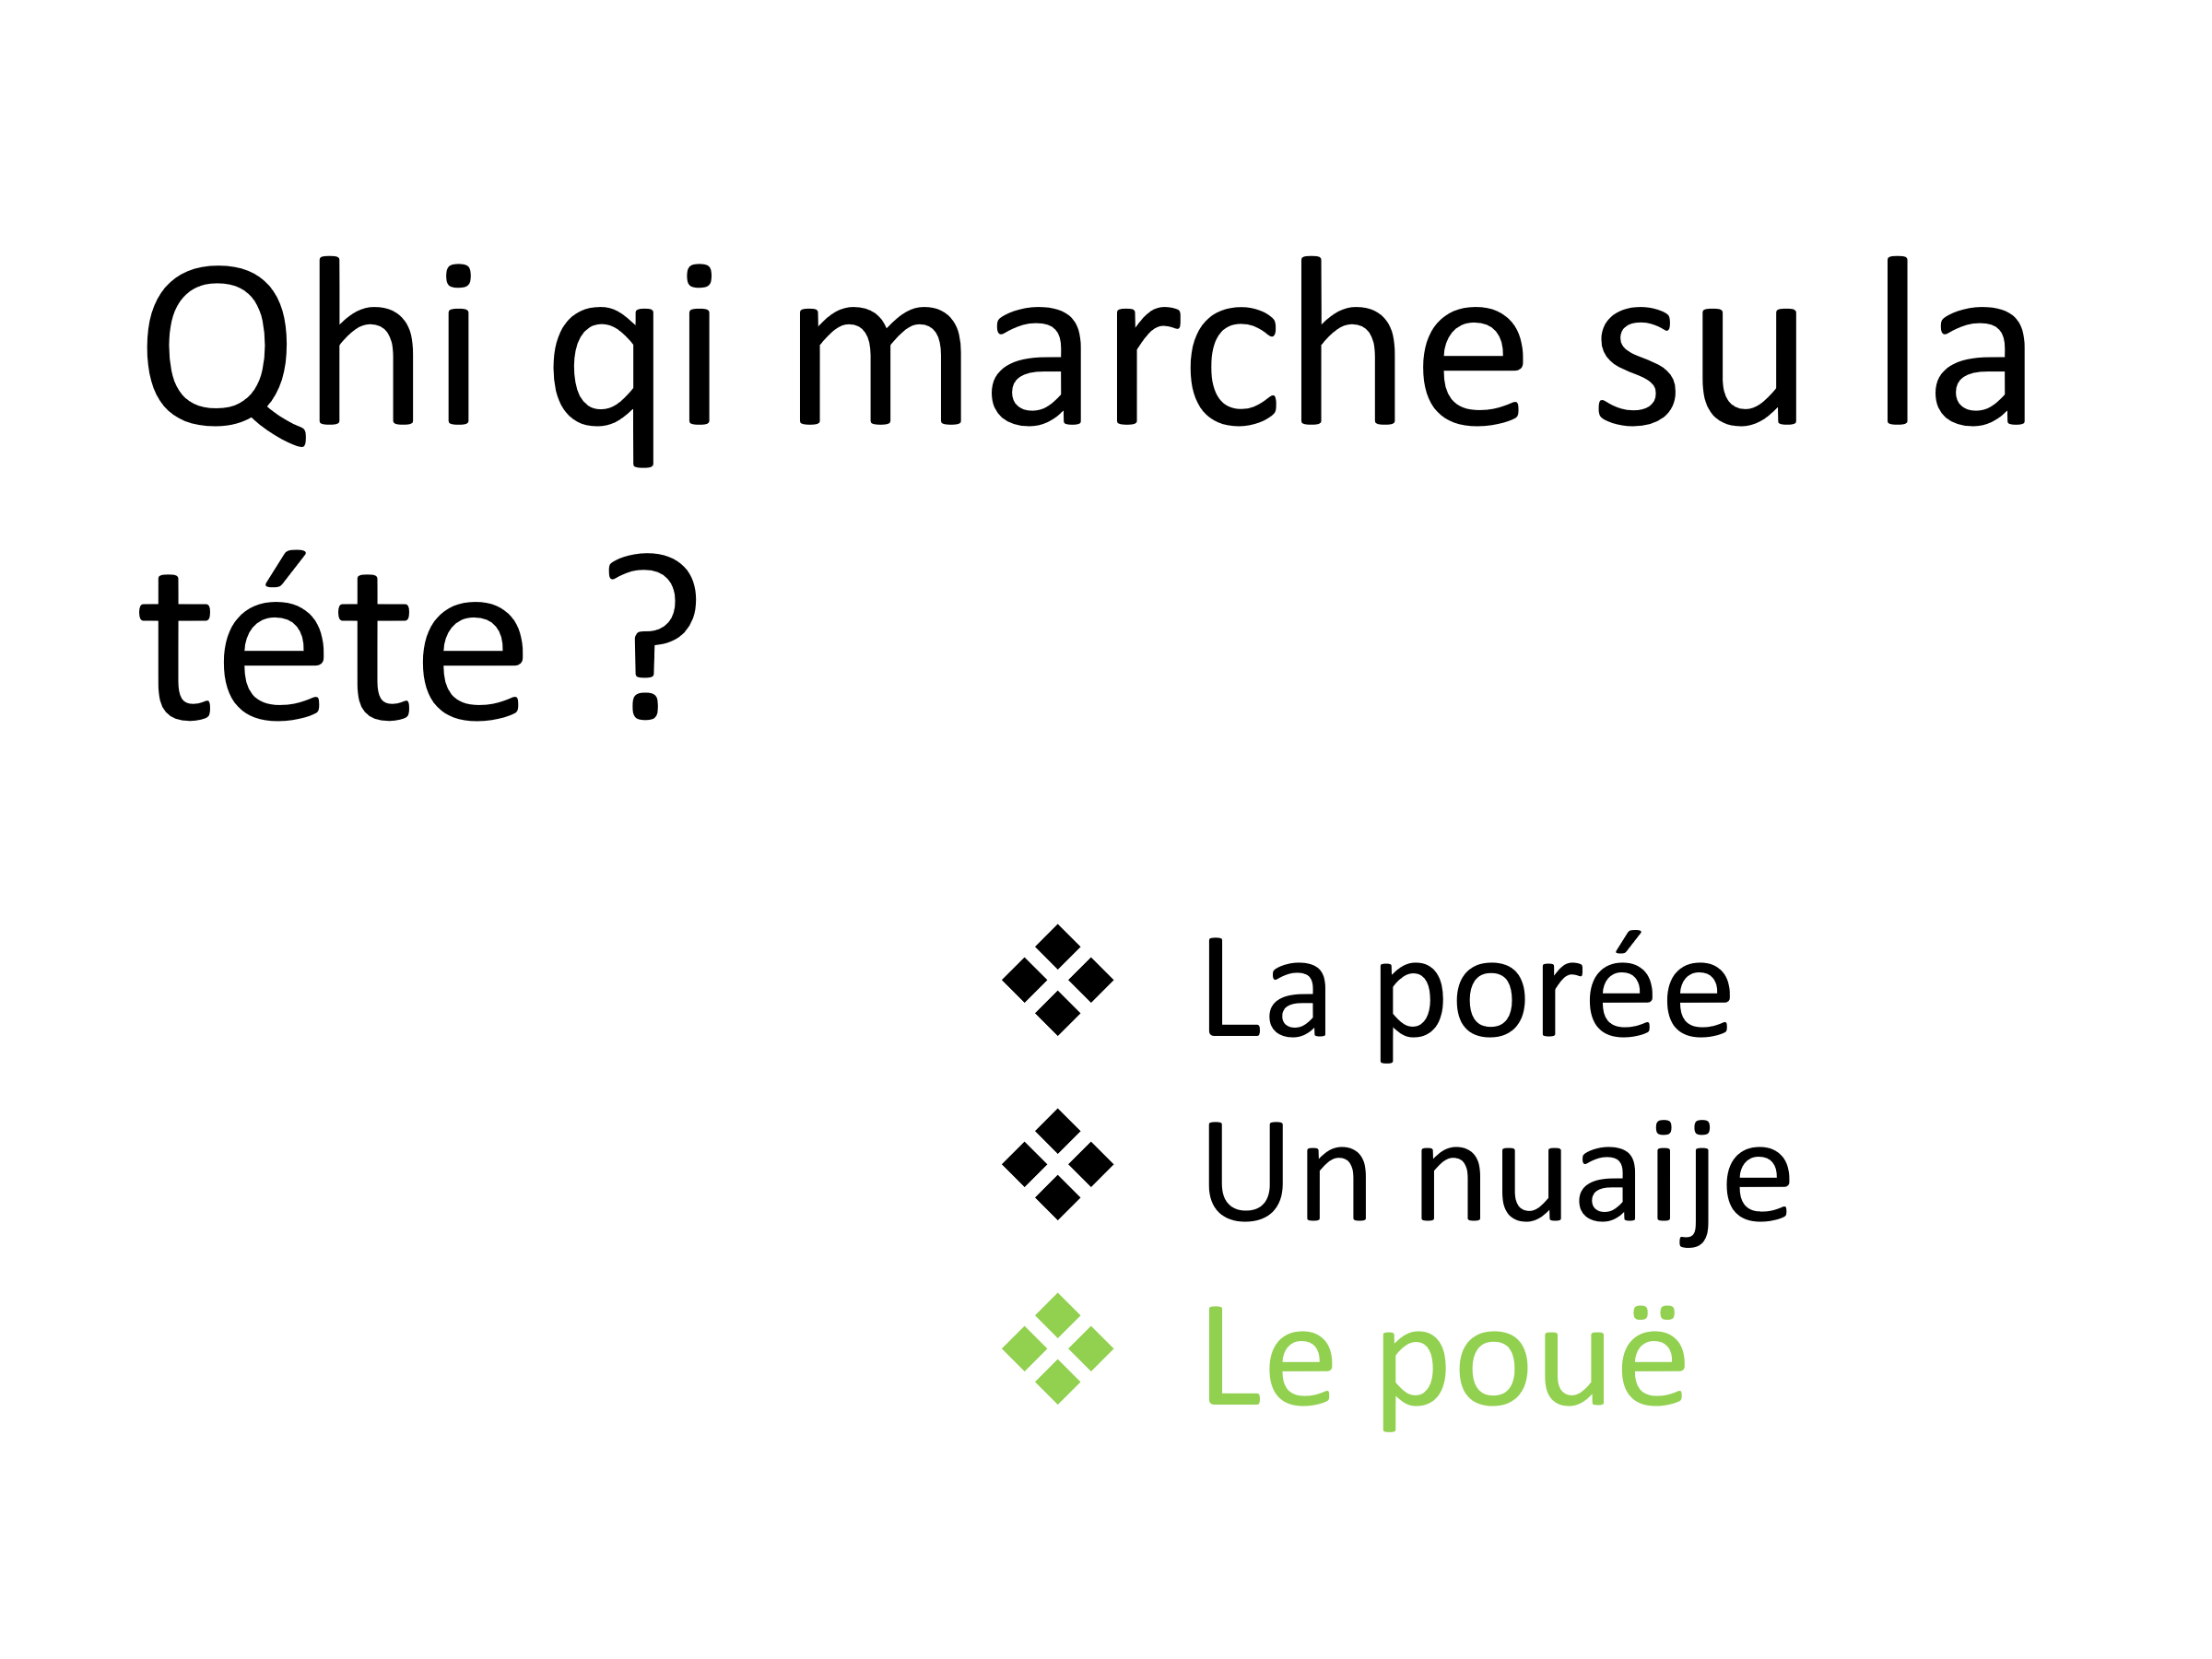 Qhi qi marche su la
téte ?
❖ La porée
❖ Un nuaije
❖ Le pouë